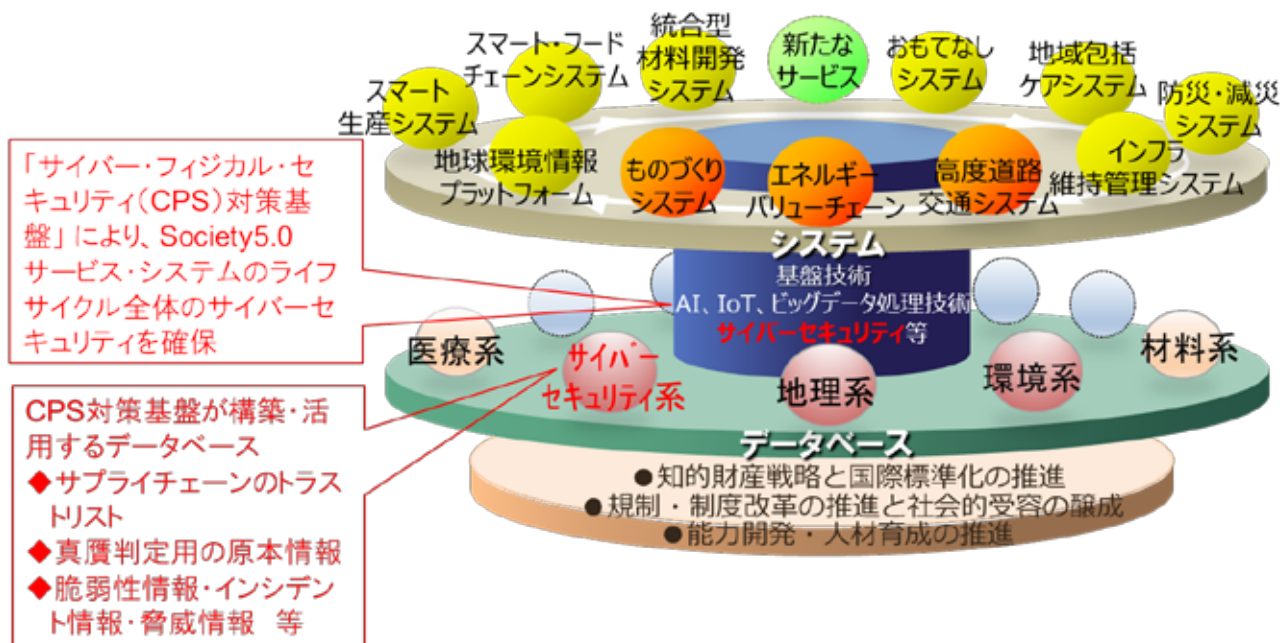 スマート
生産システム
スマート・フード
チェーンシステム
統合型
材料開発
システム
新たな
サービス
おもてなし
システム
地域包括
ケアシステム
防災・減災
システム
地球環境情報
プラットフォーム
ものづくり
システム
エネルギー
バリューチェーン
高度道路
交通システム
インフラ
維持管理システム
システム
基盤技術
AI、IoT、ビッグデータ処理技術
サイバーセキュリティ等
「サイバー・フィジカル・セ
キュリティ(CPS)対策基
盤」により、Society5.0
サービス・システムのライフ
サイクル全体のサイバーセ
キュリティを確保
医療系
サイバー
セキュリティ系
地理系
環境系
材料系
データベース
CPS対策基盤が構築・活
用するデータベース
◆サプライチェーンのトラス
トリスト
◆真贋判定用の原本情報
◆脆弱性情報・インシデン
ト情報・脅威情報 等
●知的財産戦略と国際標準化の推進
●規制・制度改革の推進と社会的受容の醸成
●能力開発・人材育成の推進